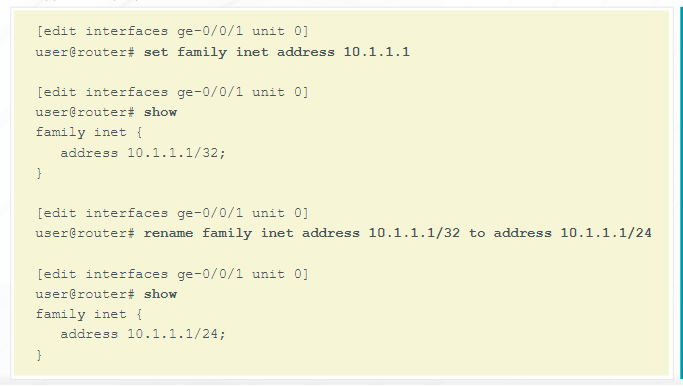 [edit interfaces ge-0/0/1 unit 0]
user@router# set family inet address 10.1.1.1
[edit interfaces ge-0/0/1 unit 0]
user@router# show
family inet {
address 10.1.1.1/32;
}
[edit interfaces ge-0/0/1 unit 0]
user@router# rename family inet address 10.1.1.1/32 to address 10.1.1.1/24
[edit interfaces ge-0/0/1 unit 0]
user@router# show
family inet {
address 10.1.1.1/24;
}